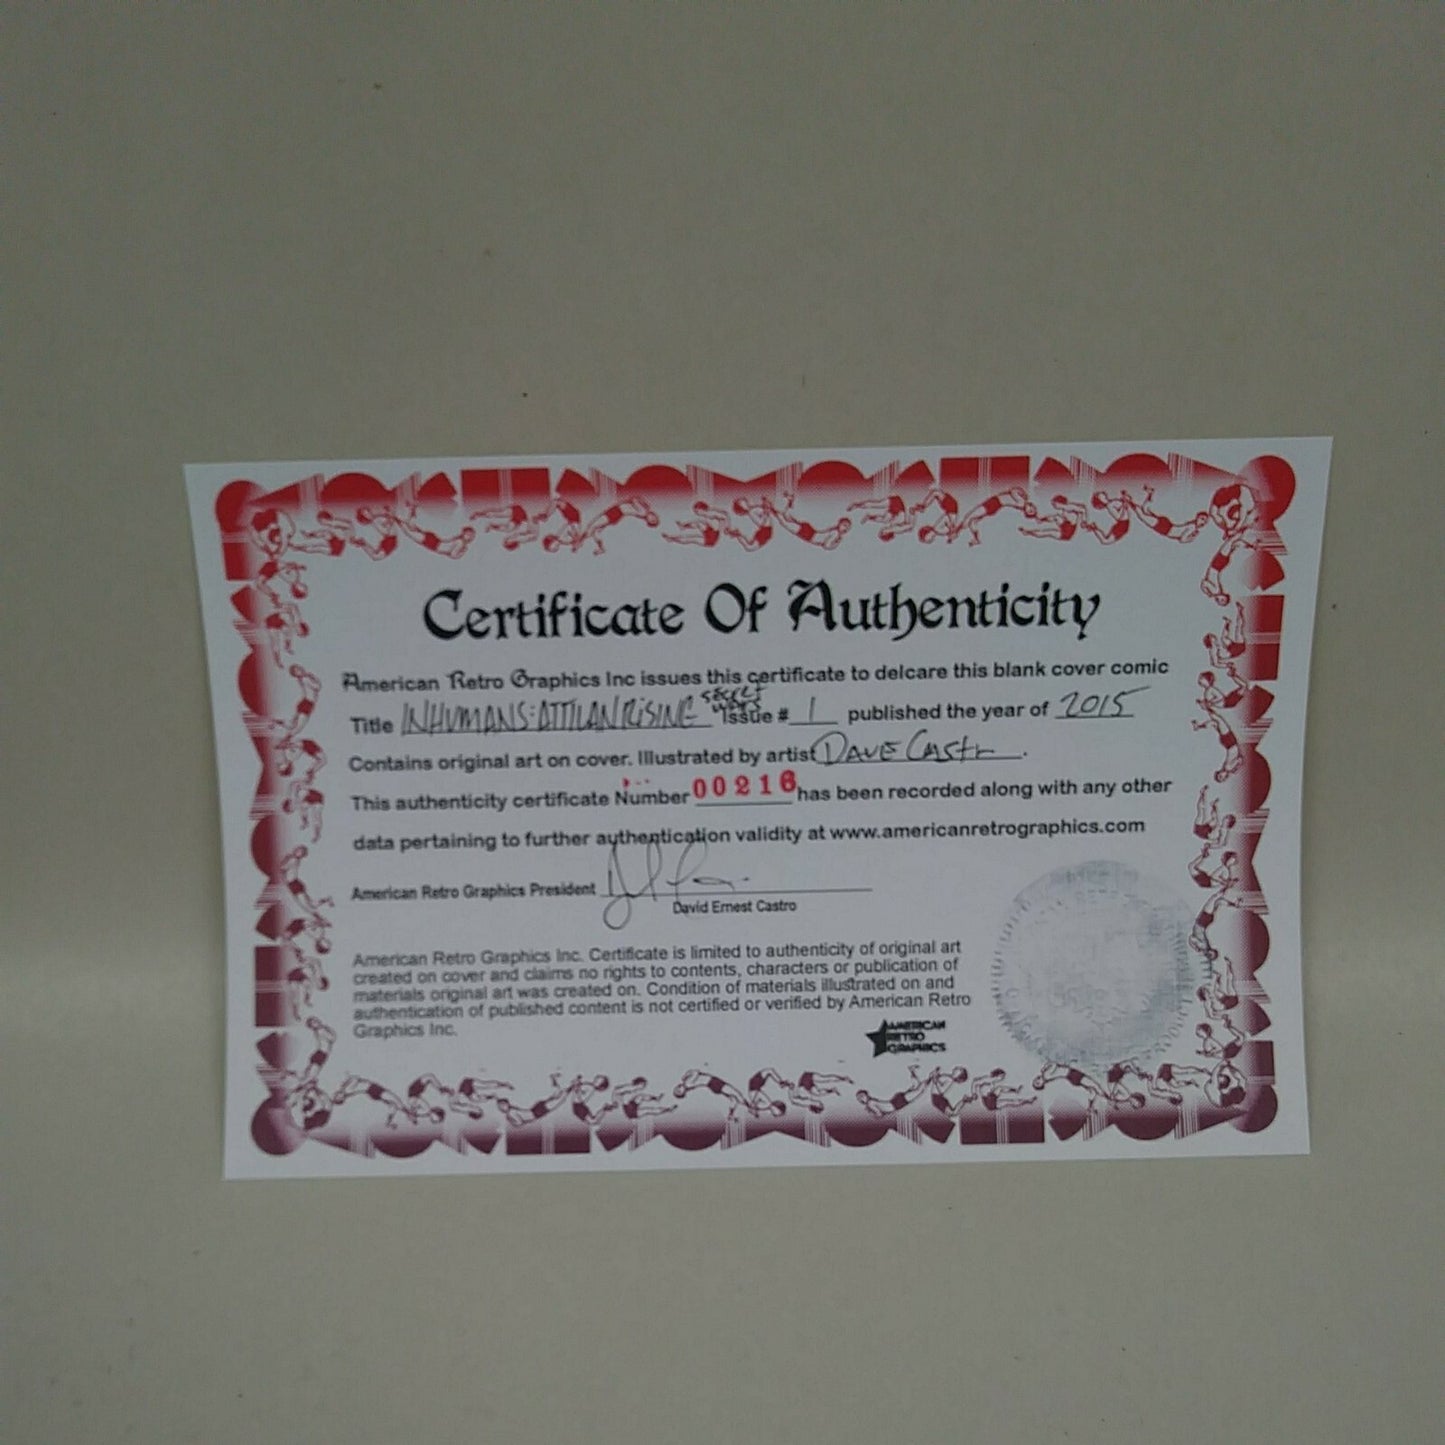 Certificate Of Authenticity
American Retro Graphics Inc issues this certificate to delcare this blank cover comic
Title INHUMANS: ATTILAN RISING SECRET WARS Issue # 1 published the year of 2015
Contains original art on cover. Illustrated by artist DAVE CASTRO.
This authenticity certificate Number 00216 has been recorded along with any other
data pertaining to further authentication validity at www.americanretrographics.com
American Retro Graphics President
David Ernest Castro
American Retro Graphics Inc. Certificate is limited to authenticity of original art
created on cover and claims no rights to contents, characters or publication of
materials original art was created on. Condition of materials illustrated on and
authentication of published content is not certified or verified by American Retro
Graphics Inc.
AMERICAN
RETRO
GRAPHICS